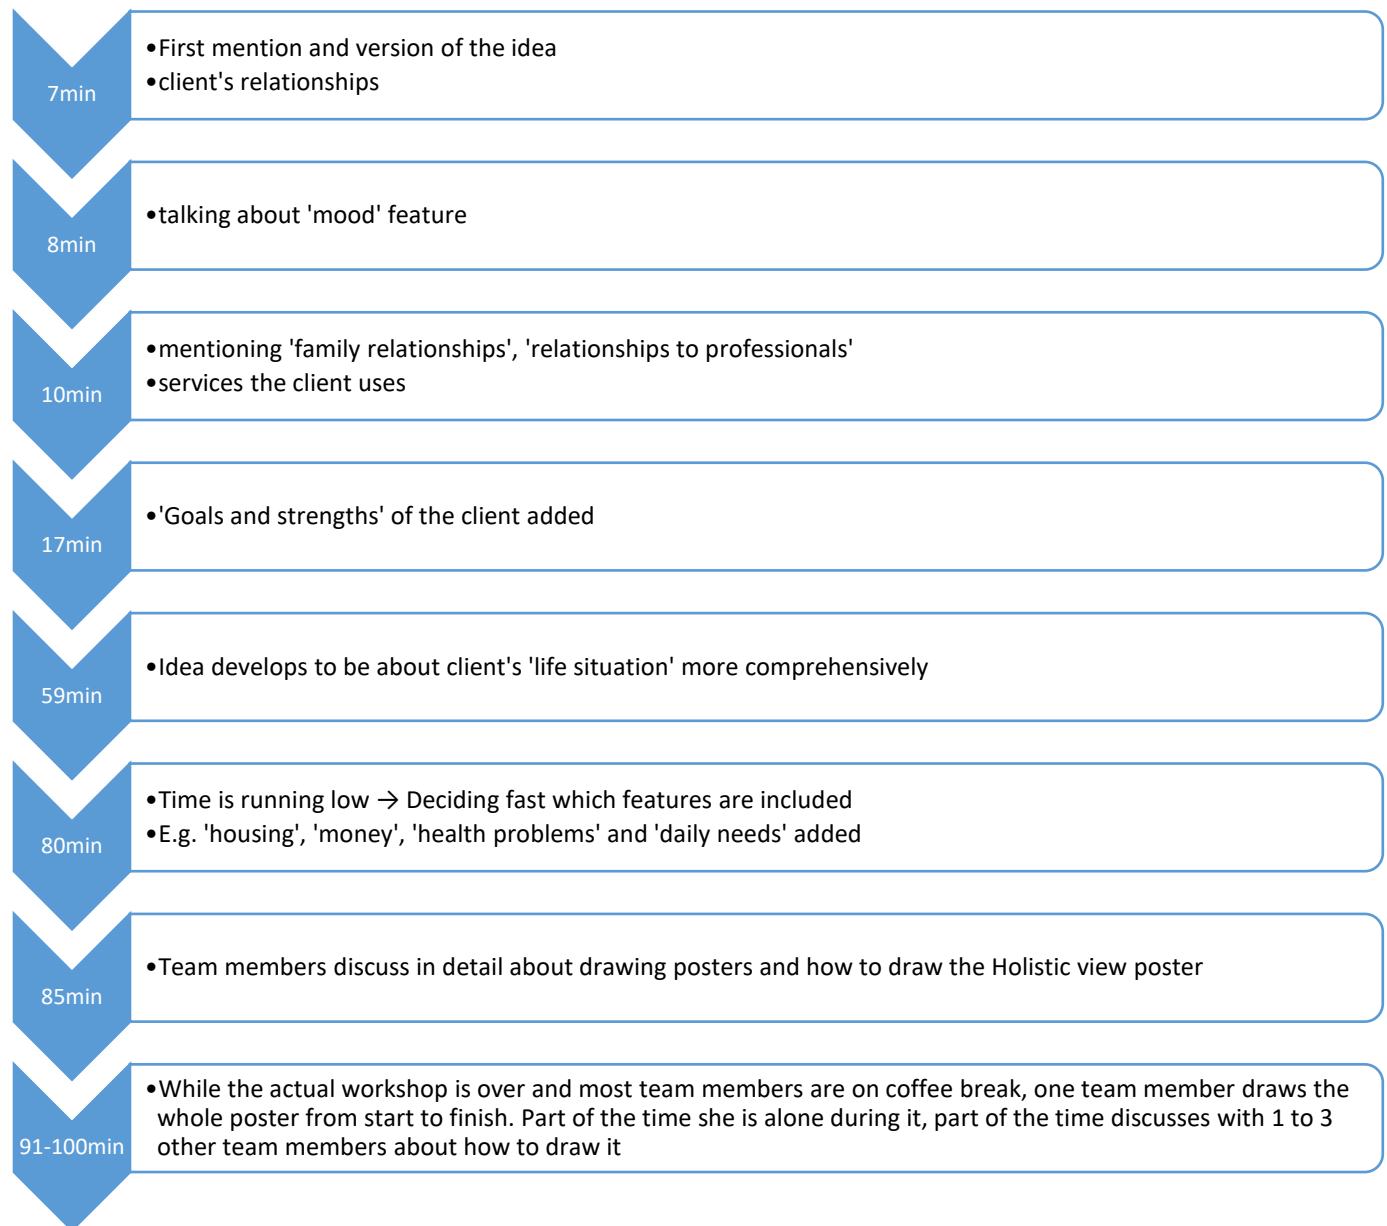 7min
•First mention and version of the idea
•client's relationships
8min
•talking about 'mood' feature
10min
•mentioning 'family relationships', 'relationships to professionals'
•services the client uses
17min
•'Goals and strengths' of the client added
59min
•Idea develops to be about client's 'life situation' more comprehensively
80min
•Time is running low → Deciding fast which features are included
•E.g. 'housing', 'money', 'health problems' and 'daily needs' added
85min
•Team members discuss in detail about drawing posters and how to draw the Holistic view poster
91-100min
•While the actual workshop is over and most team members are on coffee break, one team member draws the
whole poster from start to finish. Part of the time she is alone during it, part of the time discusses with 1 to 3
other team members about how to draw it